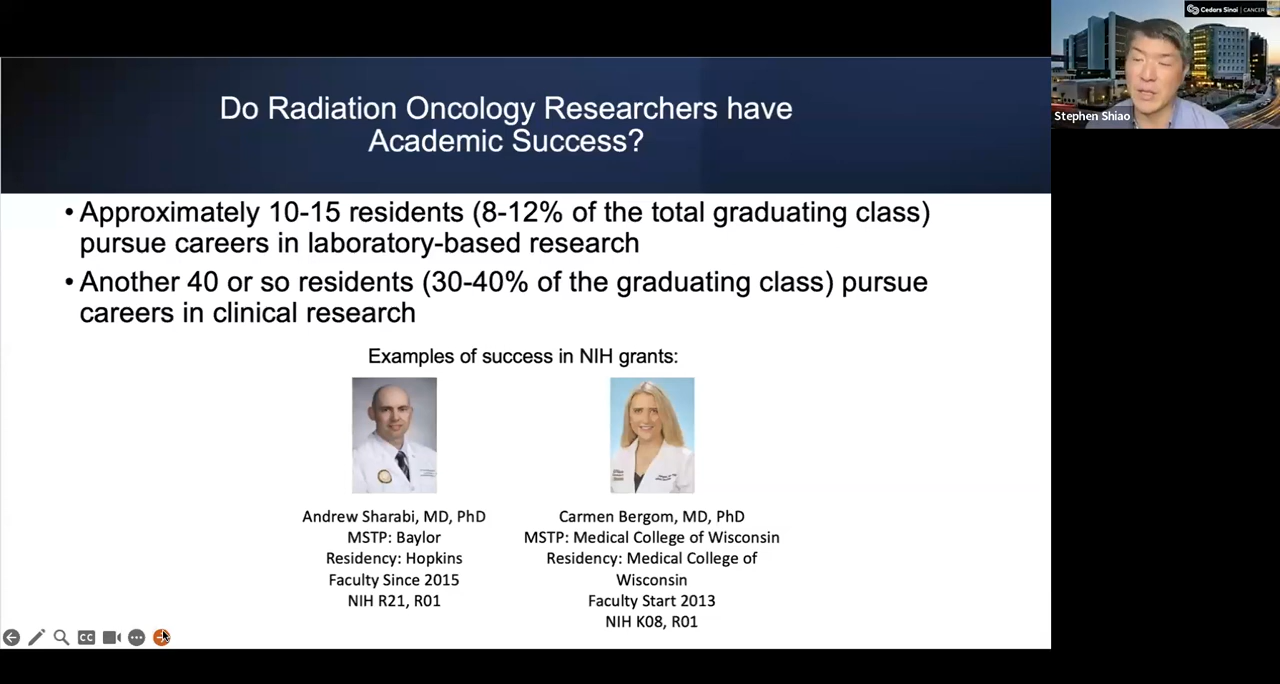 Cedars Sinai | CANCER
Stephen Shiao
Do Radiation Oncology Researchers have
Academic Success?
• Approximately 10-15 residents (8-12% of the total graduating class)
pursue careers in laboratory-based research
• Another 40 or so residents (30-40% of the graduating class) pursue
careers in clinical research
Examples of success in NIH grants:
Andrew Sharabi, MD, PhD
MSTP: Baylor
Residency: Hopkins
Faculty Since 2015
NIH R21, R01
Carmen Bergom, MD, PhD
MSTP: Medical College of Wisconsin
Residency: Medical College of
Wisconsin
Faculty Start 2013
NIH K08, R01
CC